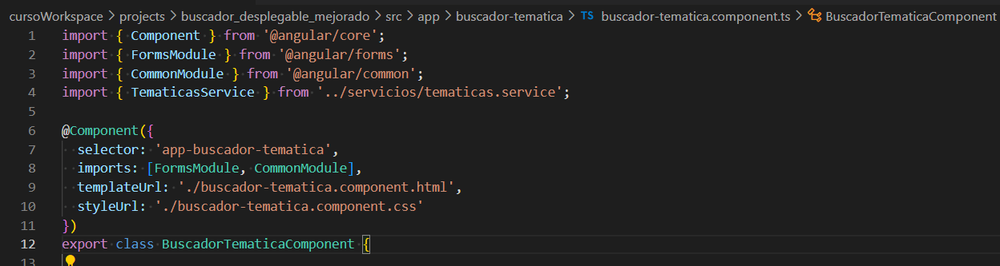 cursoWorkspace > projects > buscador_desplegable_mejorado > src > app > buscador-tematica > TS buscador-tematica.component.ts > BuscadorTematicaComponent
1 import { Component } from '@angular/core';
2 import { FormsModule } from '@angular/forms';
3 import { CommonModule } from '@angular/common';
4 import { TematicasService } from '../servicios/tematicas.service';
5
6 @Component({
7   selector: 'app-buscador-tematica',
8   imports: [FormsModule, CommonModule],
9   templateUrl: './buscador-tematica.component.html',
10   styleUrl: './buscador-tematica.component.css'
11 })
12 export class BuscadorTematicaComponent {
13